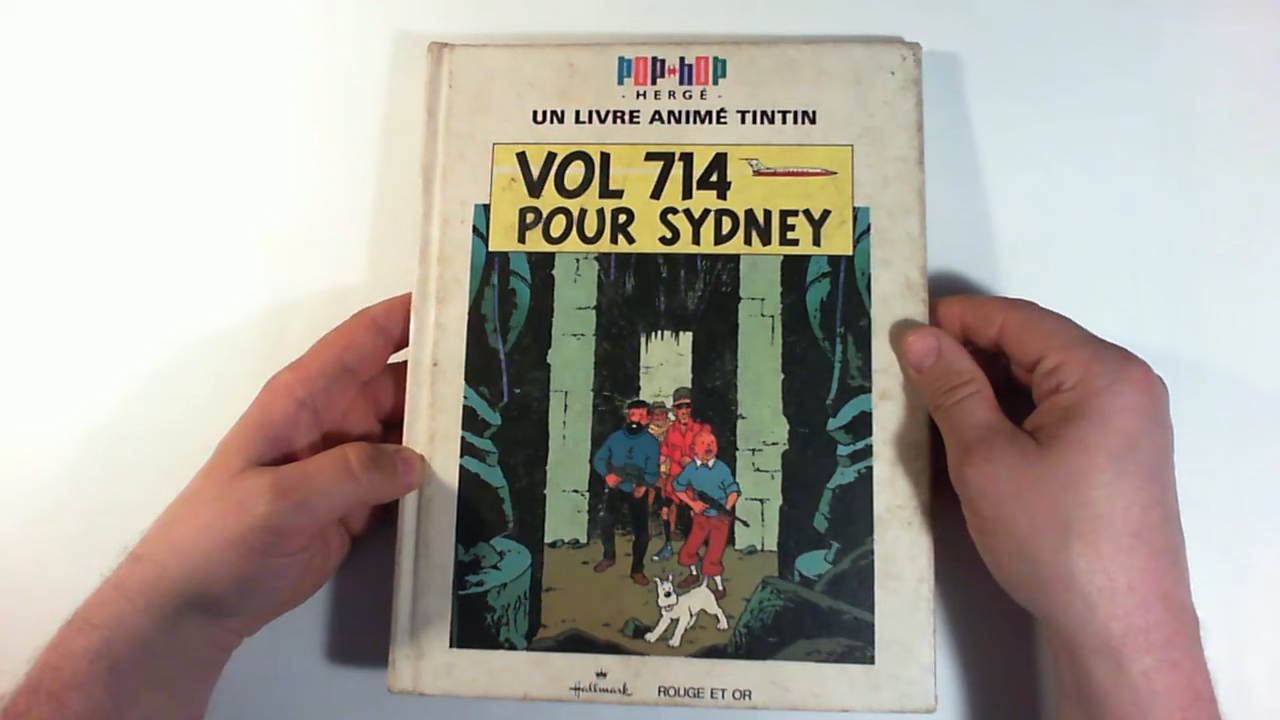 POP HOP
- HERGÉ -
UN LIVRE ANIMÉ TINTIN
VOL 714
POUR SYDNEY
Hallmark ROUGE ET OR